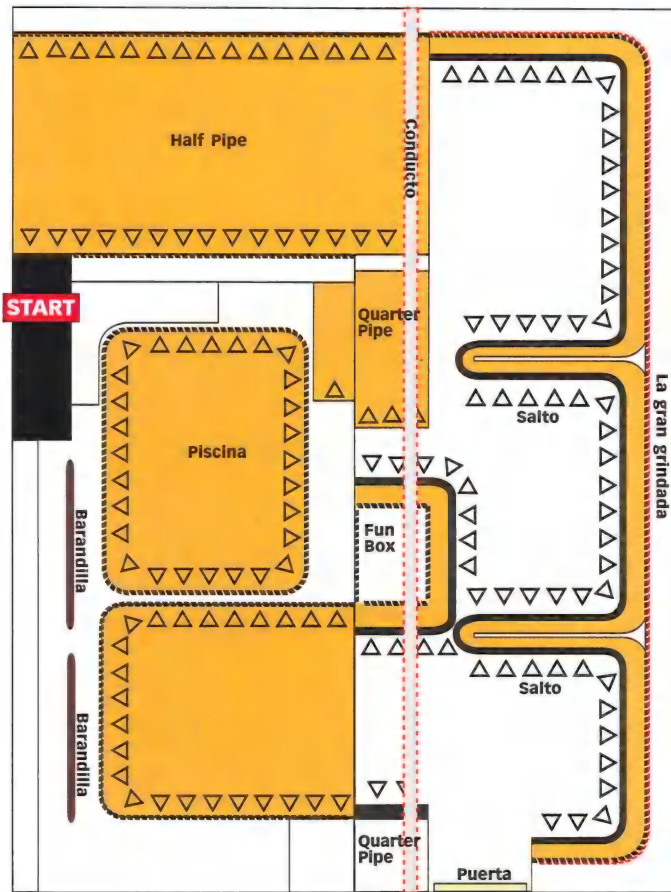 Conducto
Half Pipe
START
Quarter
Pipe
La gran grindada
Salto
Piscina
Barandilla
Fun
Box
Salto
Barandilla
Quarter
Pipe
Puerta